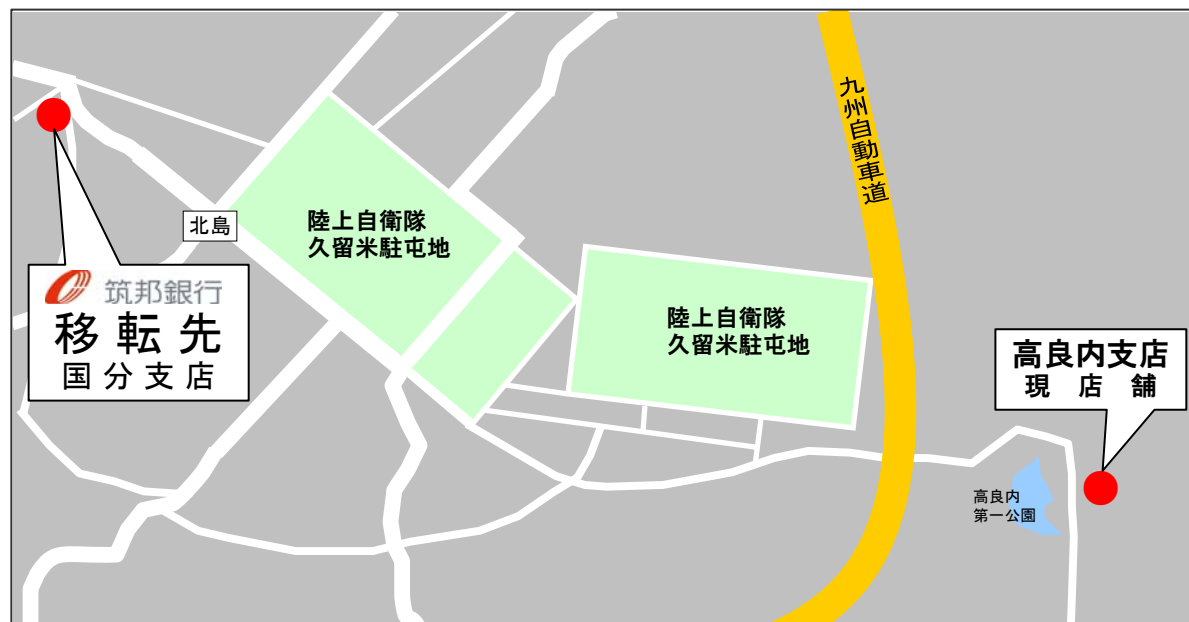 九州自動車道
北島
陸上自衛隊
久留米駐屯地
筑邦銀行
移転先
国分支店
陸上自衛隊
久留米駐屯地
高良内支店
現店舗
高良内
第一公園